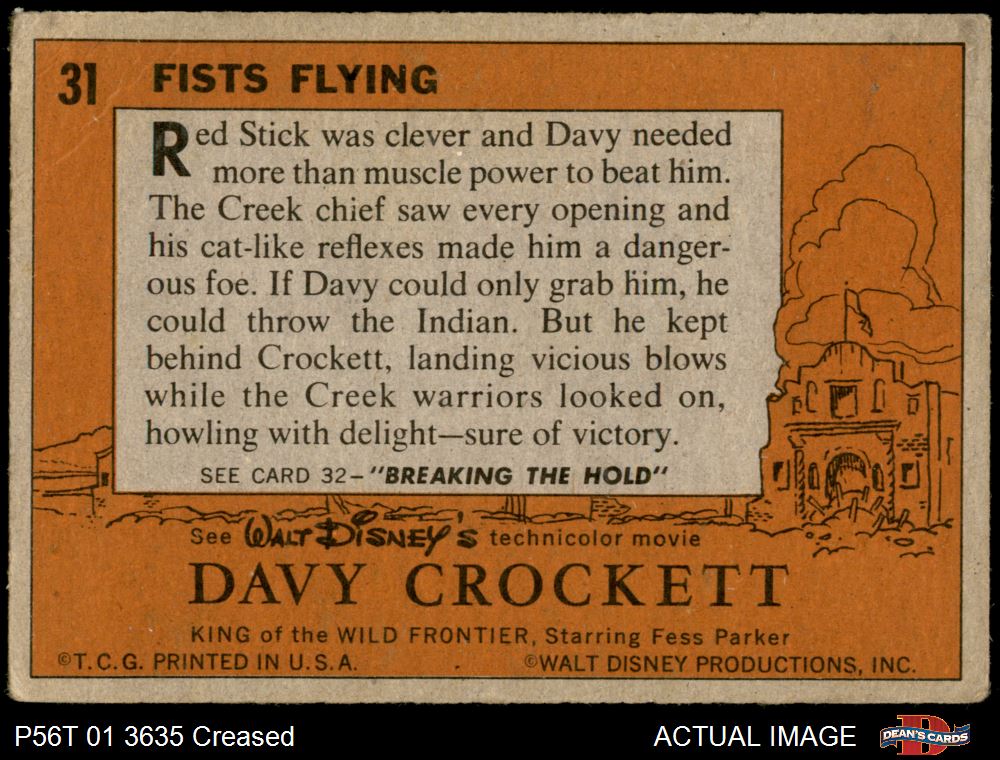 31 FISTS FLYING
Red Stick was clever and Davy needed
more than muscle power to beat him.
The Creek chief saw every opening and
his cat-like reflexes made him a danger-
ous foe. If Davy could only grab him, he
could throw the Indian. But he kept
behind Crockett, landing vicious blows
while the Creek warriors looked on,
howling with delight—sure of victory.
SEE CARD 32–"BREAKING THE HOLD"
See WALT DISNEY'S technicolor movie
DAVY CROCKETT
KING of the WILD FRONTIER, Starring Fess Parker
©T.C.G. PRINTED IN U.S.A. ©WALT DISNEY PRODUCTIONS, INC.
P56T 01 3635 Creased ACTUAL IMAGE D DEAN'S CARDS